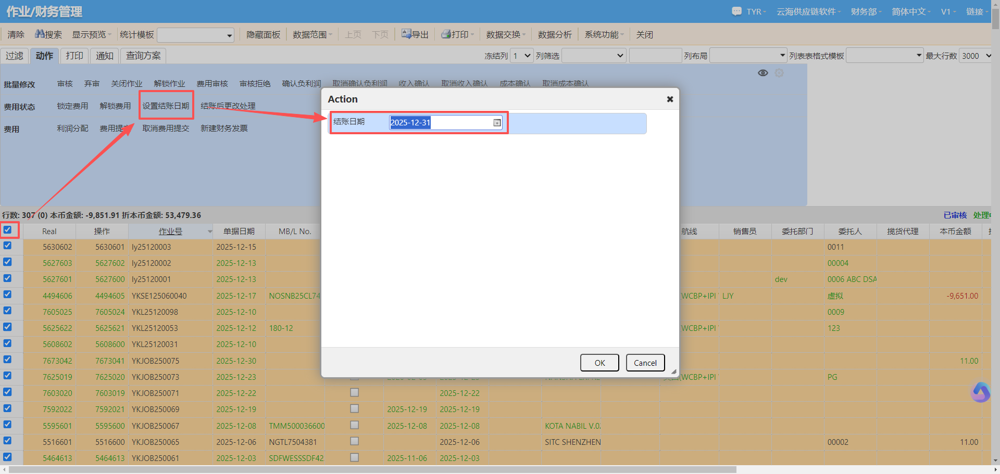 作业/财务管理 TYR 云海供应链软件 财务部 简体中文 V1 链接
清除 搜索 显示预览 统计模板 隐藏面板 数据范围 上页 下页 导出 打印 数据交换 数据分析 系统功能 关闭
过滤 动作 打印 通知 查询方案 冻结列 1 列筛选 列布局 列表表格式模板 最大行数 3000
批量修改 审核 弃审 关闭作业 解锁作业 费用审核 审核拒绝 确认负利润 取消确认负利润 收入确认 取消收入确认 成本确认 取消成本确认
费用状态 锁定费用 解锁费用 设置结账日期 结账后更改处理
费用 利润分配 费用提交 取消费用提交 新建财务发票
Action
结账日期 2025-12-31
OK Cancel
行数: 307 (0) 本币金额: -9,851.91 折本币金额: 53,479.36 已审核 处理中
Real 操作 作业号 单据日期 MB/L No. 航线 销售员 委托部门 委托人 揽货代理 本币金额
5630602 5630601 ly25120003 2025-12-15 0011
5627603 5627602 ly25120002 2025-12-13 00004
5627601 5627600 ly25120001 2025-12-13 dev 0006 ABC DSA
4494606 4494605 YKSE125060040 2025-12-17 NOSNB25CL74 (WCBP+IPI LJY 虚拟 -9,651.00
7605025 7605024 YKL25120098 2025-12-10 0009
5625622 5625621 YKL25120053 2025-12-12 180-12 (WCBP+IPI 123
5608602 5608600 YKL25120031 2025-12-10
7673042 7673041 YKJOB250075 2025-12-30 11.00
7625019 7625020 YKJOB250073 2025-12-23 (WCBP+IPI PG
7603020 7603019 YKJOB250071 2025-12-22 2025-12-22
7592022 7592021 YKJOB250069 2025-12-19 2025-12-19 2025-12-19
5595601 5595600 YKJOB250067 2025-12-08 TMM500036600 2025-12-08 2025-12-08 KOTA NABIL V.0
5516601 5516600 YKJOB250065 2025-12-06 NGTL7504381 2025-12-06 SITC SHENZHEN 00002 11.00
5464613 5464613 YKJOB250061 2025-12-03 SDFWESSSDF42 2025-11-06 2025-12-03